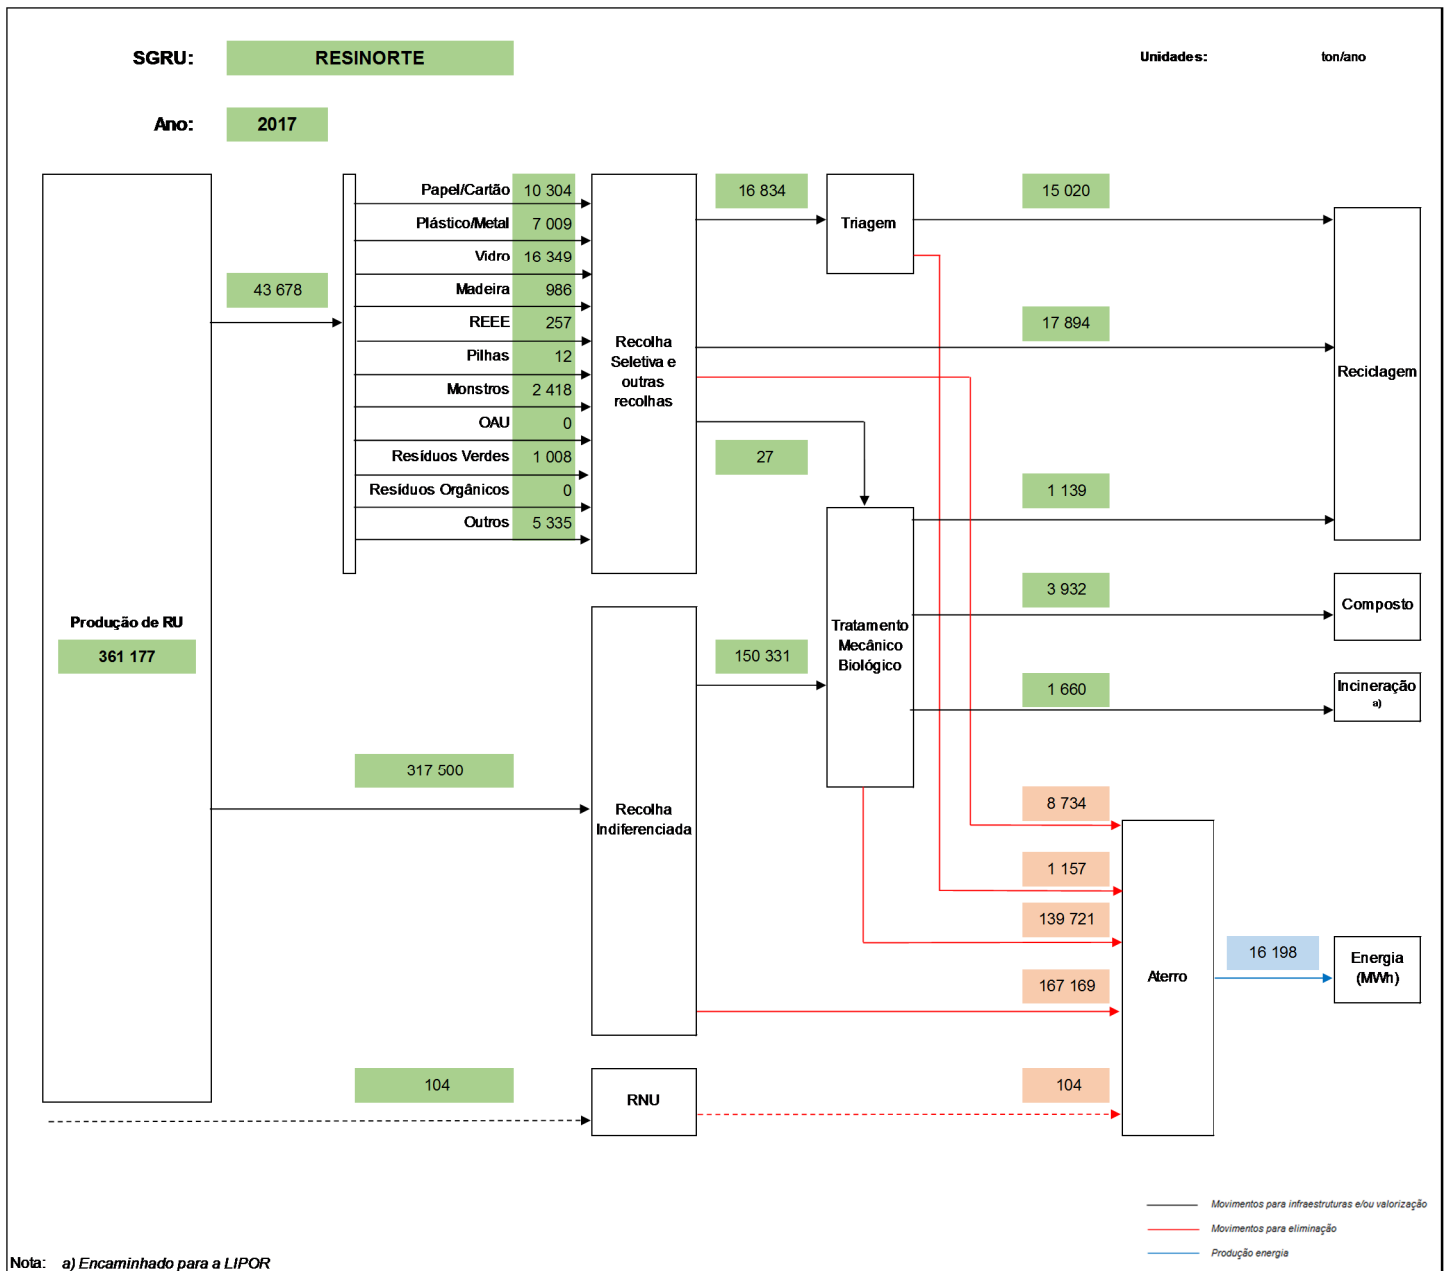 SGRU: RESINORTE Unidades: ton/ano
Ano: 2017
Papel/Cartão 10 304
Plástico/Metal 7 009
Vidro 16 349
Madeira 986
REEE 257
Pilhas 12
Monstros 2 418
OAU 0
Resíduos Verdes 1 008
Resíduos Orgânicos 0
Outros 5 335
43 678
Recolha
Seletiva e
outras
recolhas
16 834
Triagem
15 020
17 894
Reciclagem
27
1 139
Produção de RU
361 177
150 331
Tratamento
Mecânico
Biológico
3 932
Composto
1 660
Incineração
a)
317 500
Recolha
Indiferenciada
8 734
1 157
139 721
167 169
Aterro
16 198
Energia
(MWh)
104
RNU
104
Movimentos para infraestruturas e/ou valorização
Movimentos para eliminação
Produção energia
Nota: a) Encaminhado para a LIPOR